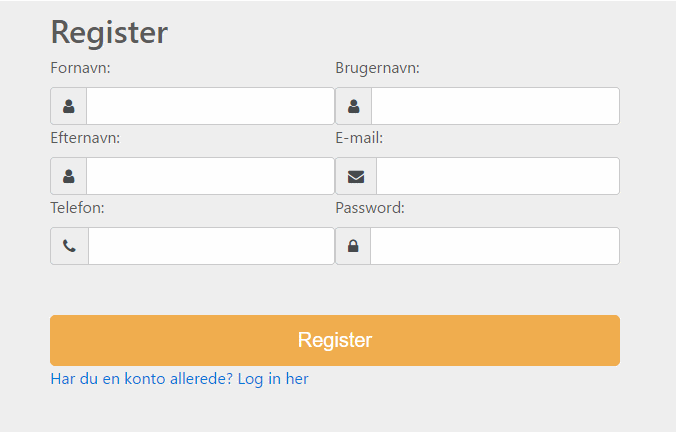 Register
Fornavn:
Brugernavn:
Efternavn:
E-mail:
Telefon:
Password:
Register
Har du en konto allerede? Log in her